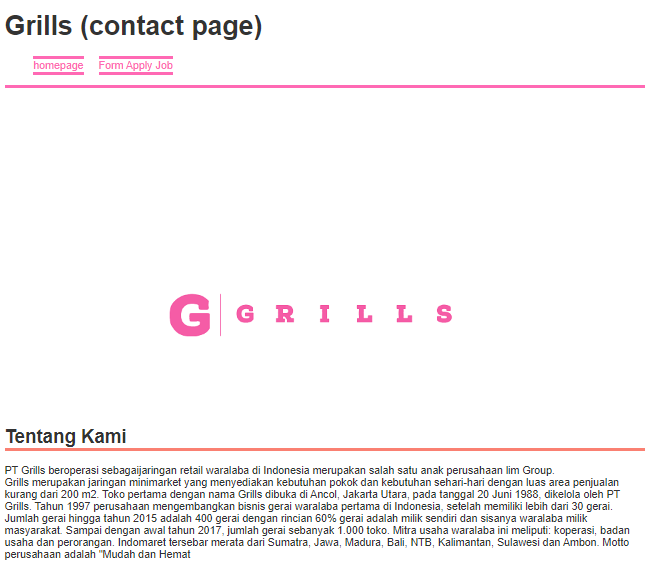 Grills (contact page)
homepage Form Apply Job
G GRILLS
Tentang Kami
PT Grills beroperasi sebagaijaringan retail waralaba di Indonesia merupakan salah satu anak perusahaan Iim Group.
Grills merupakan jaringan minimarket yang menyediakan kebutuhan pokok dan kebutuhan sehari-hari dengan luas area penjualan
kurang dari 200 m2. Toko pertama dengan nama Grills dibuka di Ancol, Jakarta Utara, pada tanggal 20 Juni 1988, dikelola oleh PT
Grills. Tahun 1997 perusahaan mengembangkan bisnis gerai waralaba pertama di Indonesia, setelah memiliki lebih dari 30 gerai.
Jumlah gerai hingga tahun 2015 adalah 400 gerai dengan rincian 60% gerai adalah milik sendiri dan sisanya waralaba milik
masyarakat. Sampai dengan awal tahun 2017, jumlah gerai sebanyak 1.000 toko. Mitra usaha waralaba ini meliputi: koperasi, badan
usaha dan perorangan. Indomaret tersebar merata dari Sumatra, Jawa, Madura, Bali, NTB, Kalimantan, Sulawesi dan Ambon. Motto
perusahaan adalah "Mudah dan Hemat